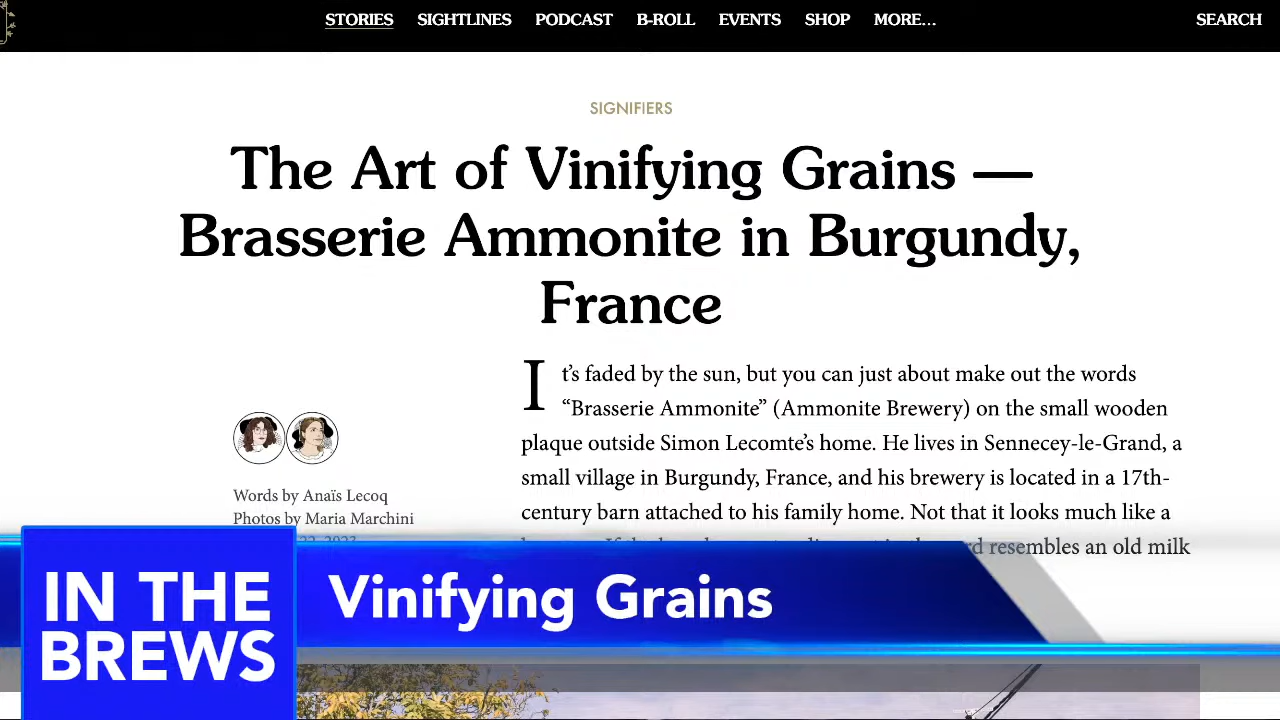 STORIES SIGHTLINES PODCAST B-ROLL EVENTS SHOP MORE... SEARCH
SIGNIFIERS
The Art of Vinifying Grains —
Brasserie Ammonite in Burgundy,
France
It’s faded by the sun, but you can just about make out the words
“Brasserie Ammonite” (Ammonite Brewery) on the small wooden
plaque outside Simon Lecomte’s home. He lives in Sennecey-le-Grand, a
small village in Burgundy, France, and his brewery is located in a 17th-
century barn attached to his family home. Not that it looks much like a
resembles an old milk
Words by Anaïs Lecoq
Photos by Maria Marchini
IN THE
BREWS
Vinifying Grains